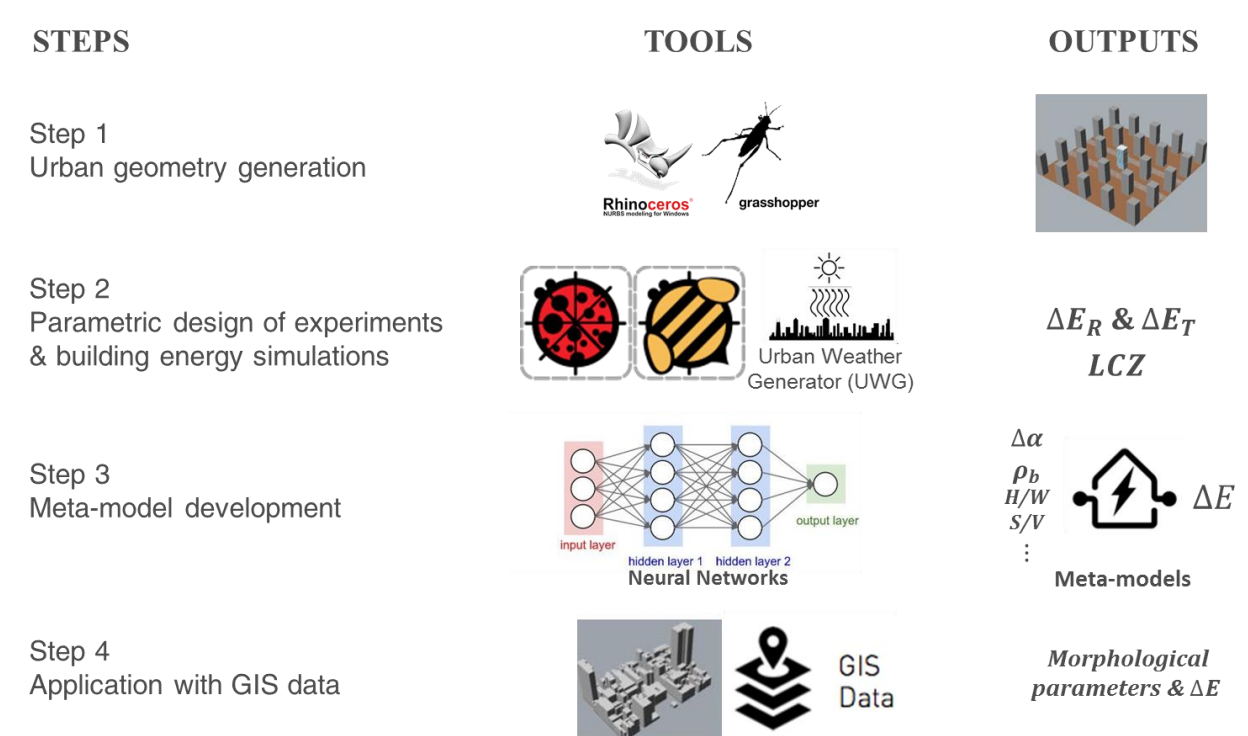 STEPS
TOOLS
OUTPUTS
Step 1
Urban geometry generation
Rhinoceros®
NURBS modeling for Windows
grasshopper
Step 2
Parametric design of experiments
& building energy simulations
Urban Weather
Generator (UWG)
ΔE_R & ΔE_T
LCZ
Step 3
Meta-model development
input layer
hidden layer 1
hidden layer 2
output layer
Neural Networks
Δα
ρ_b
H/W
S/V
⋮
ΔE
Meta-models
Step 4
Application with GIS data
GIS
Data
Morphological
parameters & ΔE